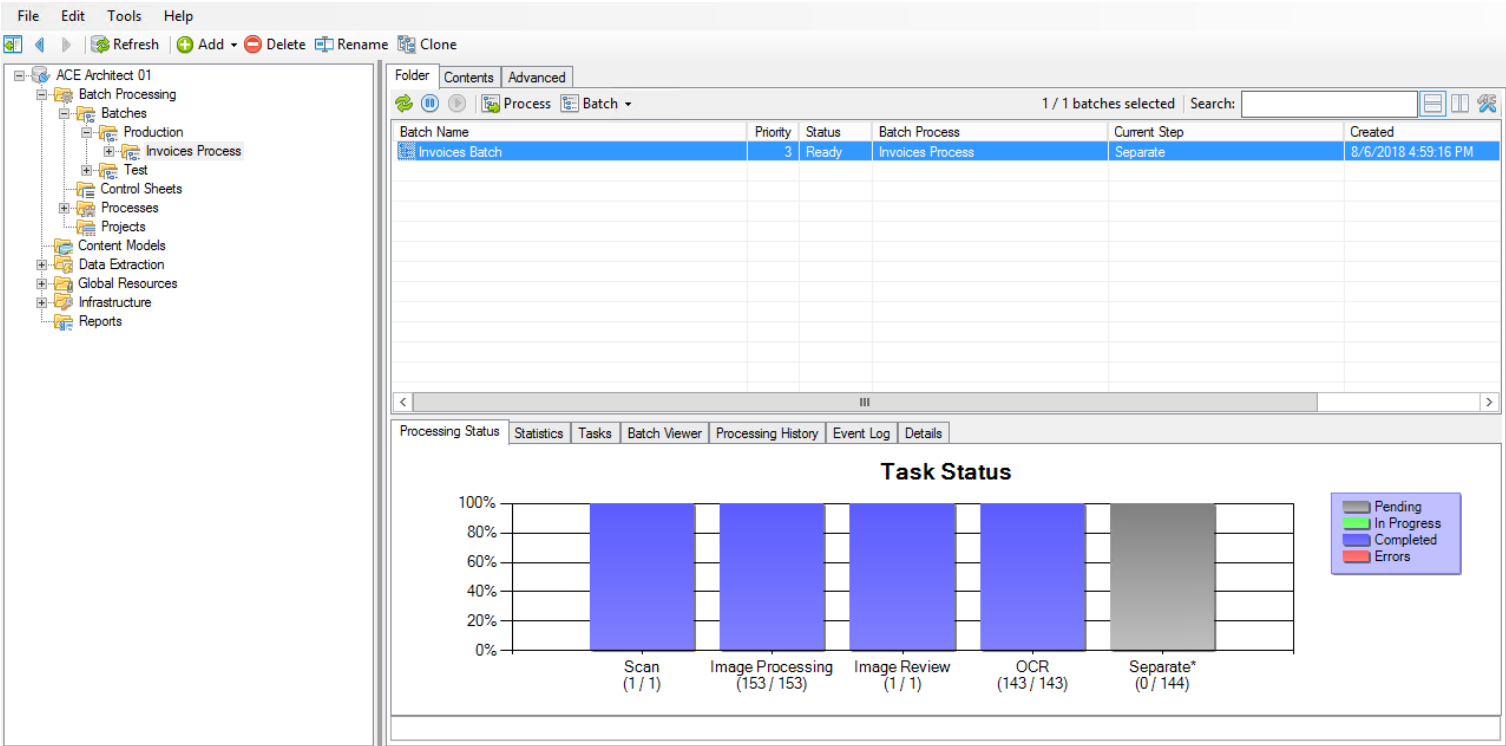 File Edit Tools Help
Refresh Add Delete Rename Clone
ACE Architect 01
Batch Processing
Batches
Production
Invoices Process
Test
Control Sheets
Processes
Projects
Content Models
Data Extraction
Global Resources
Infrastructure
Reports
Folder Contents Advanced
Process Batch 1 / 1 batches selected Search:
Batch Name Priority Status Batch Process Current Step Created
Invoices Batch 3 Ready Invoices Process Separate 8/6/2018 4:59:16 PM
Processing Status Statistics Tasks Batch Viewer Processing History Event Log Details
Task Status
100%
80%
60%
40%
20%
0%
Scan Image Processing Image Review OCR Separate*
(1 / 1) (153 / 153) (1 / 1) (143 / 143) (0 / 144)
Pending
In Progress
Completed
Errors